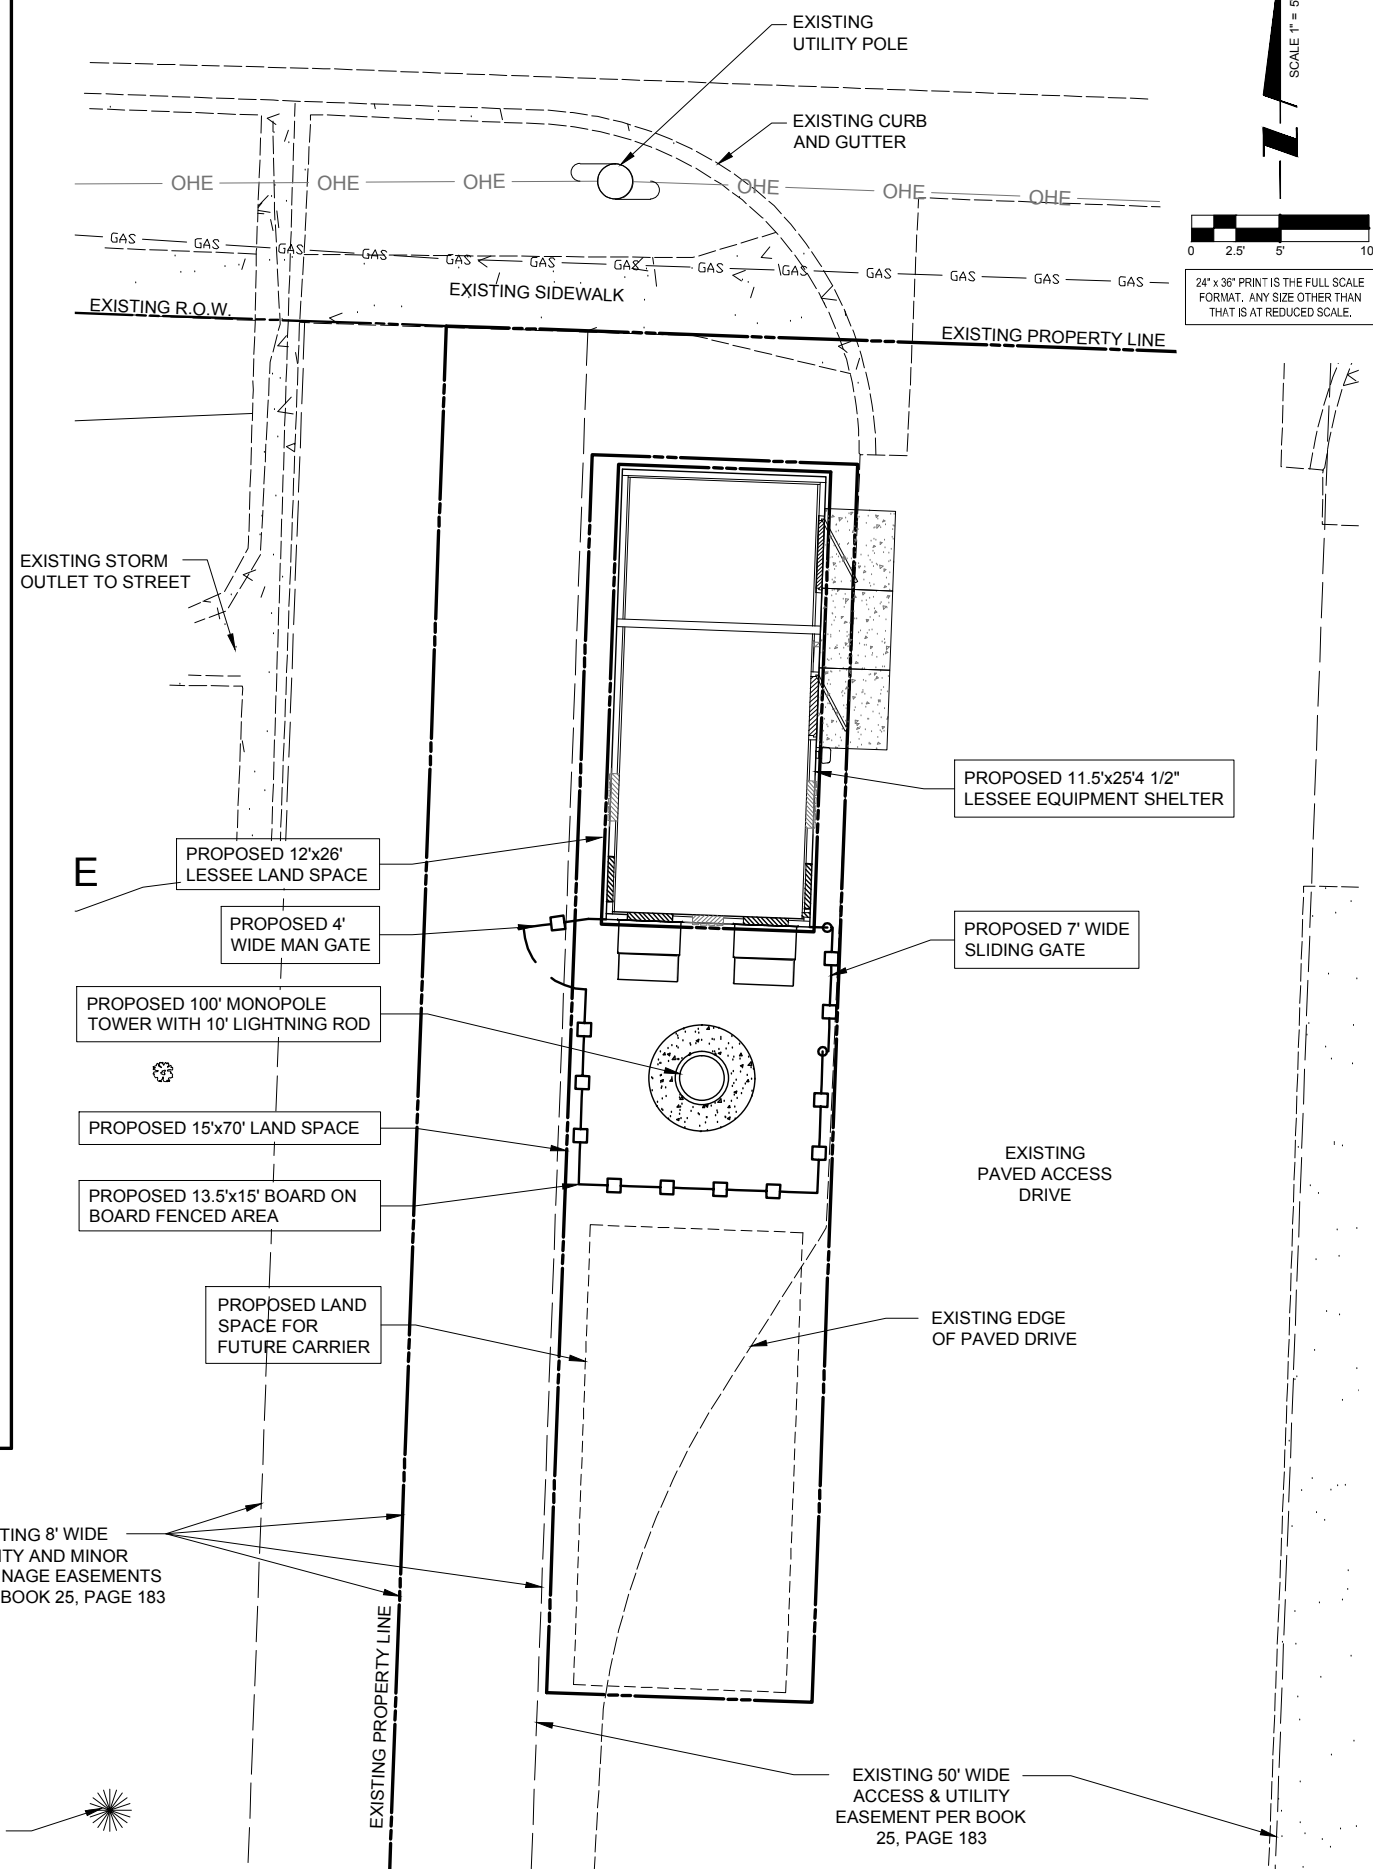 EXISTING
UTILITY POLE
SCALE 1" = 5
EXISTING CURB
AND GUTTER
OHE OHE OHE OHE OHE OHE
0 2.5' 5' 10
24" x 36" PRINT IS THE FULL SCALE
FORMAT. ANY SIZE OTHER THAN
THAT IS AT REDUCED SCALE.
GAS GAS GAS GAS GAS GAS GAS GAS GAS GAS GAS GAS GAS
EXISTING SIDEWALK
EXISTING R.O.W.
EXISTING PROPERTY LINE
EXISTING STORM
OUTLET TO STREET
PROPOSED 11.5'x25'4 1/2"
LESSEE EQUIPMENT SHELTER
E
PROPOSED 12'x26'
LESSEE LAND SPACE
PROPOSED 4'
WIDE MAN GATE
PROPOSED 7' WIDE
SLIDING GATE
PROPOSED 100' MONOPOLE
TOWER WITH 10' LIGHTNING ROD
PROPOSED 15'x70' LAND SPACE
EXISTING
PAVED ACCESS
DRIVE
PROPOSED 13.5'x15' BOARD ON
BOARD FENCED AREA
PROPOSED LAND
SPACE FOR
FUTURE CARRIER
EXISTING EDGE
OF PAVED DRIVE
TING 8' WIDE
ITY AND MINOR
NAGE EASEMENTS
BOOK 25, PAGE 183
EXISTING PROPERTY LINE
EXISTING 50' WIDE
ACCESS & UTILITY
EASEMENT PER BOOK
25, PAGE 183